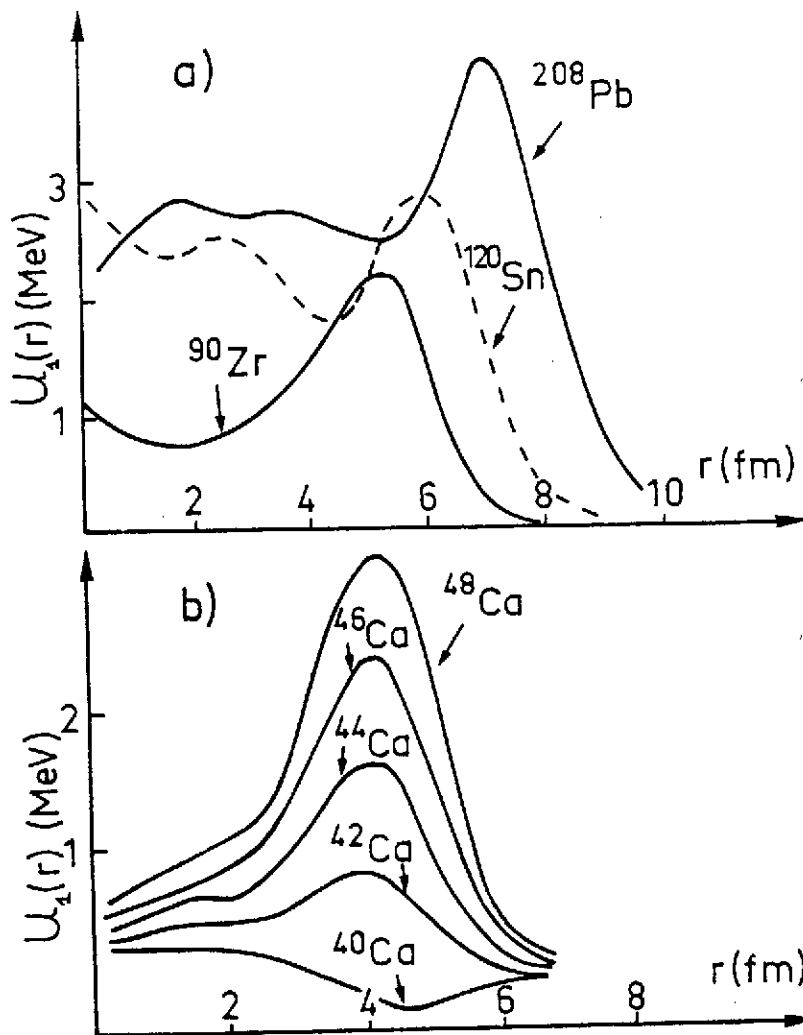 a)
208Pb
3
120Sn
U₁(r) (MeV)
90Zr
1
r(fm)
2 4 6 8 10
b)
48Ca
46Ca
2
44Ca
U₁(r) (MeV)
1
42Ca
40Ca
r(fm)
2 4 6 8